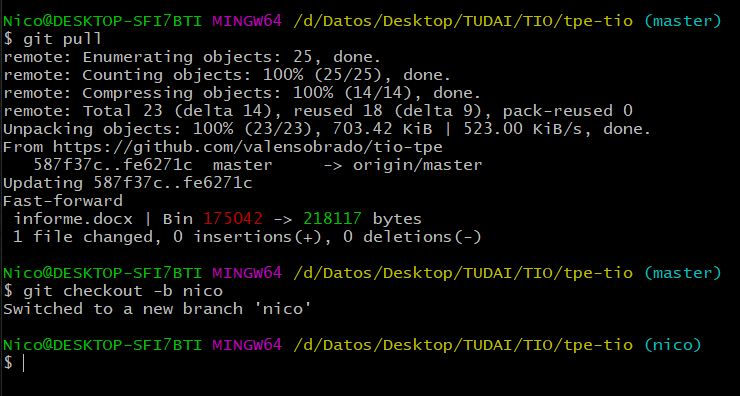 Nico@DESKTOP-SFI7BTI MINGW64 /d/Datos/Desktop/TUDAI/TIO/tpe-tio (master)
$ git pull
remote: Enumerating objects: 25, done.
remote: Counting objects: 100% (25/25), done.
remote: Compressing objects: 100% (14/14), done.
remote: Total 23 (delta 14), reused 18 (delta 9), pack-reused 0
Unpacking objects: 100% (23/23), 703.42 KiB | 523.00 KiB/s, done.
From https://github.com/valensobrado/tio-tpe
   587f37c..fe6271c  master     -> origin/master
Updating 587f37c..fe6271c
Fast-forward
 informe.docx | Bin 175042 -> 218117 bytes
 1 file changed, 0 insertions(+), 0 deletions(-)
Nico@DESKTOP-SFI7BTI MINGW64 /d/Datos/Desktop/TUDAI/TIO/tpe-tio (master)
$ git checkout -b nico
Switched to a new branch 'nico'
Nico@DESKTOP-SFI7BTI MINGW64 /d/Datos/Desktop/TUDAI/TIO/tpe-tio (nico)
$